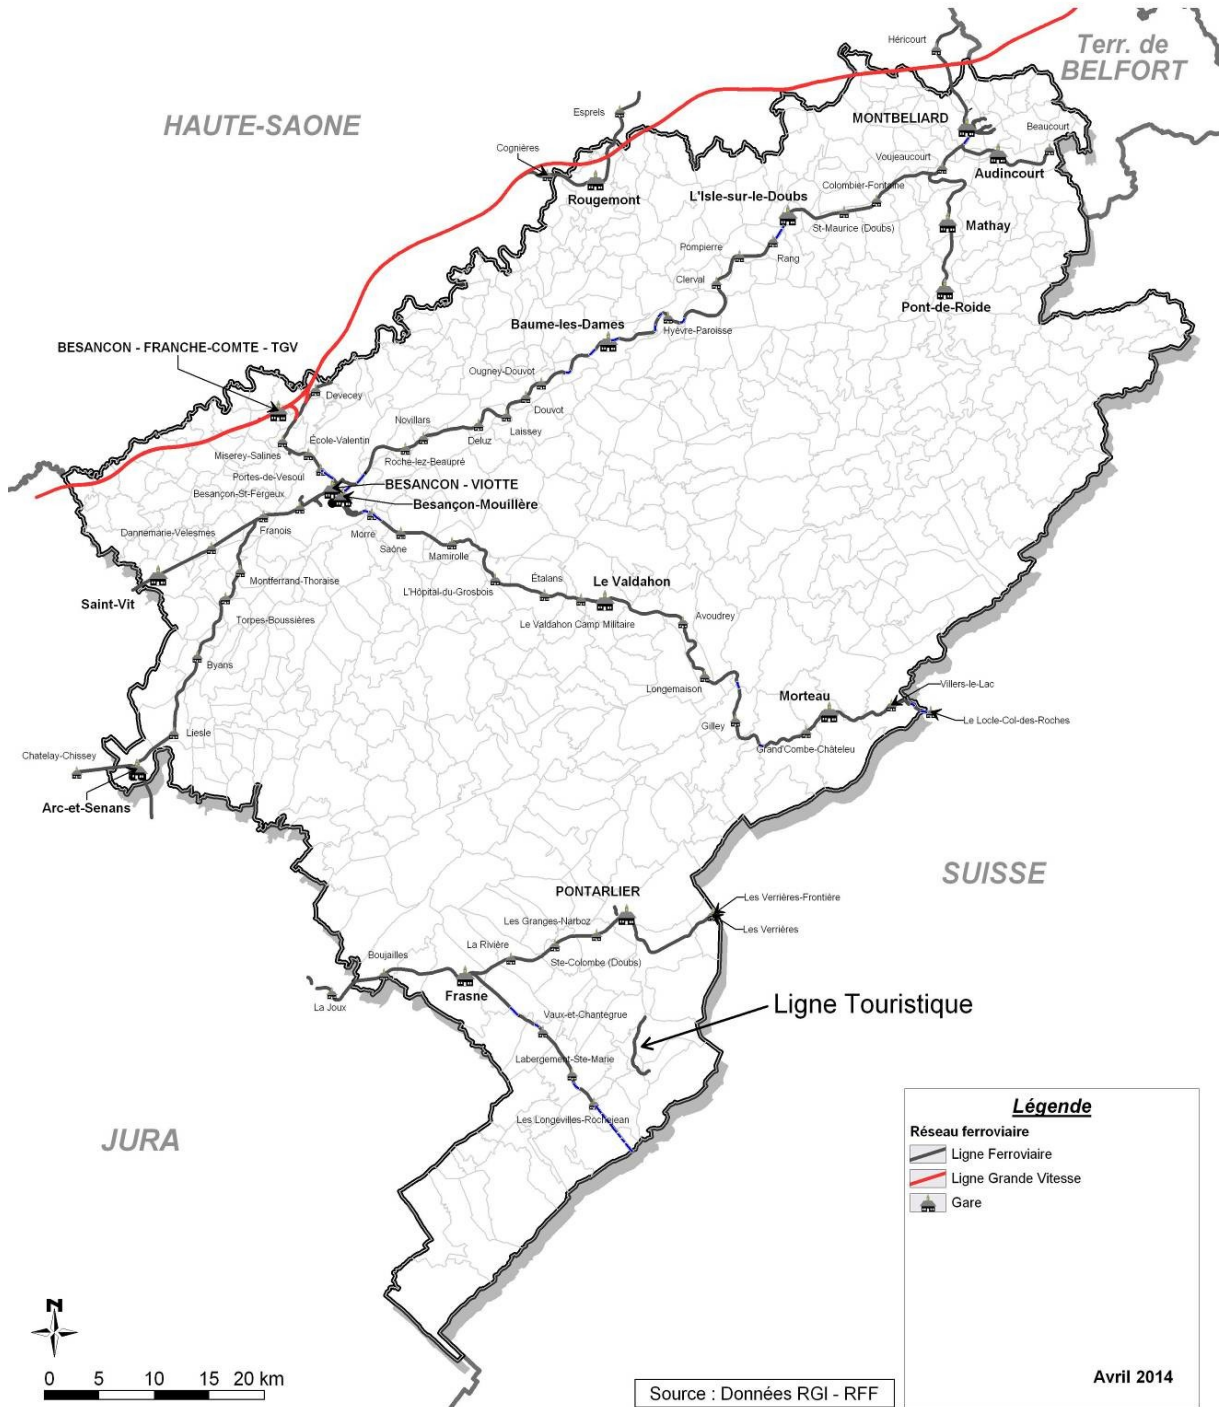 Héricourt
Terr. de
BELFORT
HAUTE-SAONE
Esprels
MONTBELIARD
Beaucourt
Cognières
Voujeaucourt
Audincourt
Rougemont
L'Isle-sur-le-Doubs
Colombier-Fontaine
Mathay
St-Maurice (Doubs)
Pompierre
Rang
Clerval
Pont-de-Roide
Baume-les-Dames
Hyèvre-Paroisse
BESANCON - FRANCHE-COMTE - TGV
Ougney-Douvot
Devecey
Douvot
Novillars
Laissey
École-Valentin
Deluz
Miserey-Salines
Roche-lez-Beaupré
Portes-de-Vesoul
BESANCON - VIOTTE
Besançon-St-Ferjeux
Besançon-Mouillère
Dannemarie-Velesmes
Franois
Morre
Saône
Mamirolle
Montferrand-Thoraise
Étalans
Le Valdahon
L'Hôpital-du-Grosbois
Saint-Vit
Torpes-Boussières
Le Valdahon Camp Militaire
Avoudrey
Byans
Longemaison
Villers-le-Lac
Morteau
Le Locle-Col-des-Roches
Gilley
Liesle
Grand'Combe-Châteleu
Chatelay-Chissey
Arc-et-Senans
SUISSE
PONTARLIER
Les Verrières-Frontière
Les Granges-Narboz
Les Verrières
La Rivière
Boujailles
Ste-Colombe (Doubs)
Frasne
La Joux
Ligne Touristique
Vaux-et-Chantegrue
Labergement-Ste-Marie
Les Longevilles-Rochejean
JURA
Légende
Réseau ferroviaire
Ligne Ferroviaire
Ligne Grande Vitesse
Gare
N
0 5 10 15 20 km
Avril 2014
Source : Données RGI - RFF